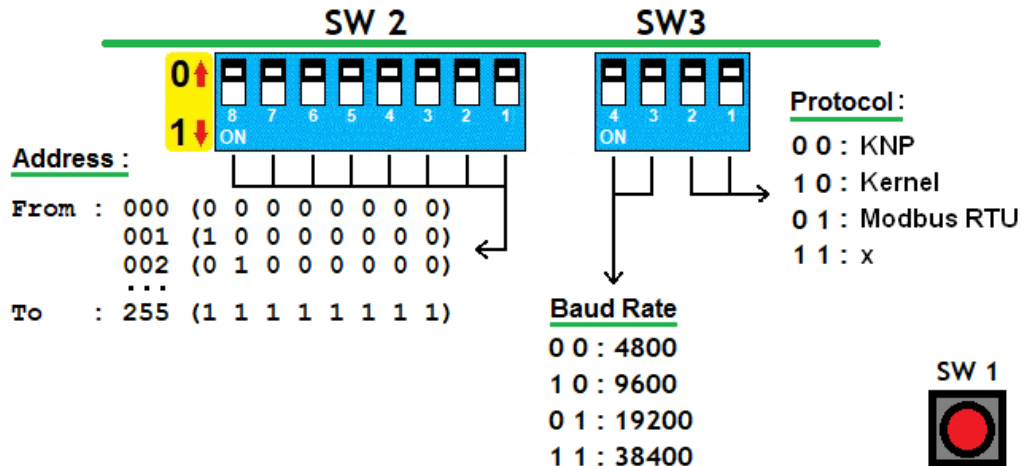 SW 2
SW3
0
1
8 7 6 5 4 3 2 1
ON
4 3 2 1
ON
Address :
From : 000 (0 0 0 0 0 0 0 0)
001 (1 0 0 0 0 0 0 0)
002 (0 1 0 0 0 0 0 0)
...
To : 255 (1 1 1 1 1 1 1 1)
Protocol :
0 0 : KNP
1 0 : Kernel
0 1 : Modbus RTU
1 1 : x
Baud Rate
0 0 : 4800
1 0 : 9600
0 1 : 19200
1 1 : 38400
SW 1